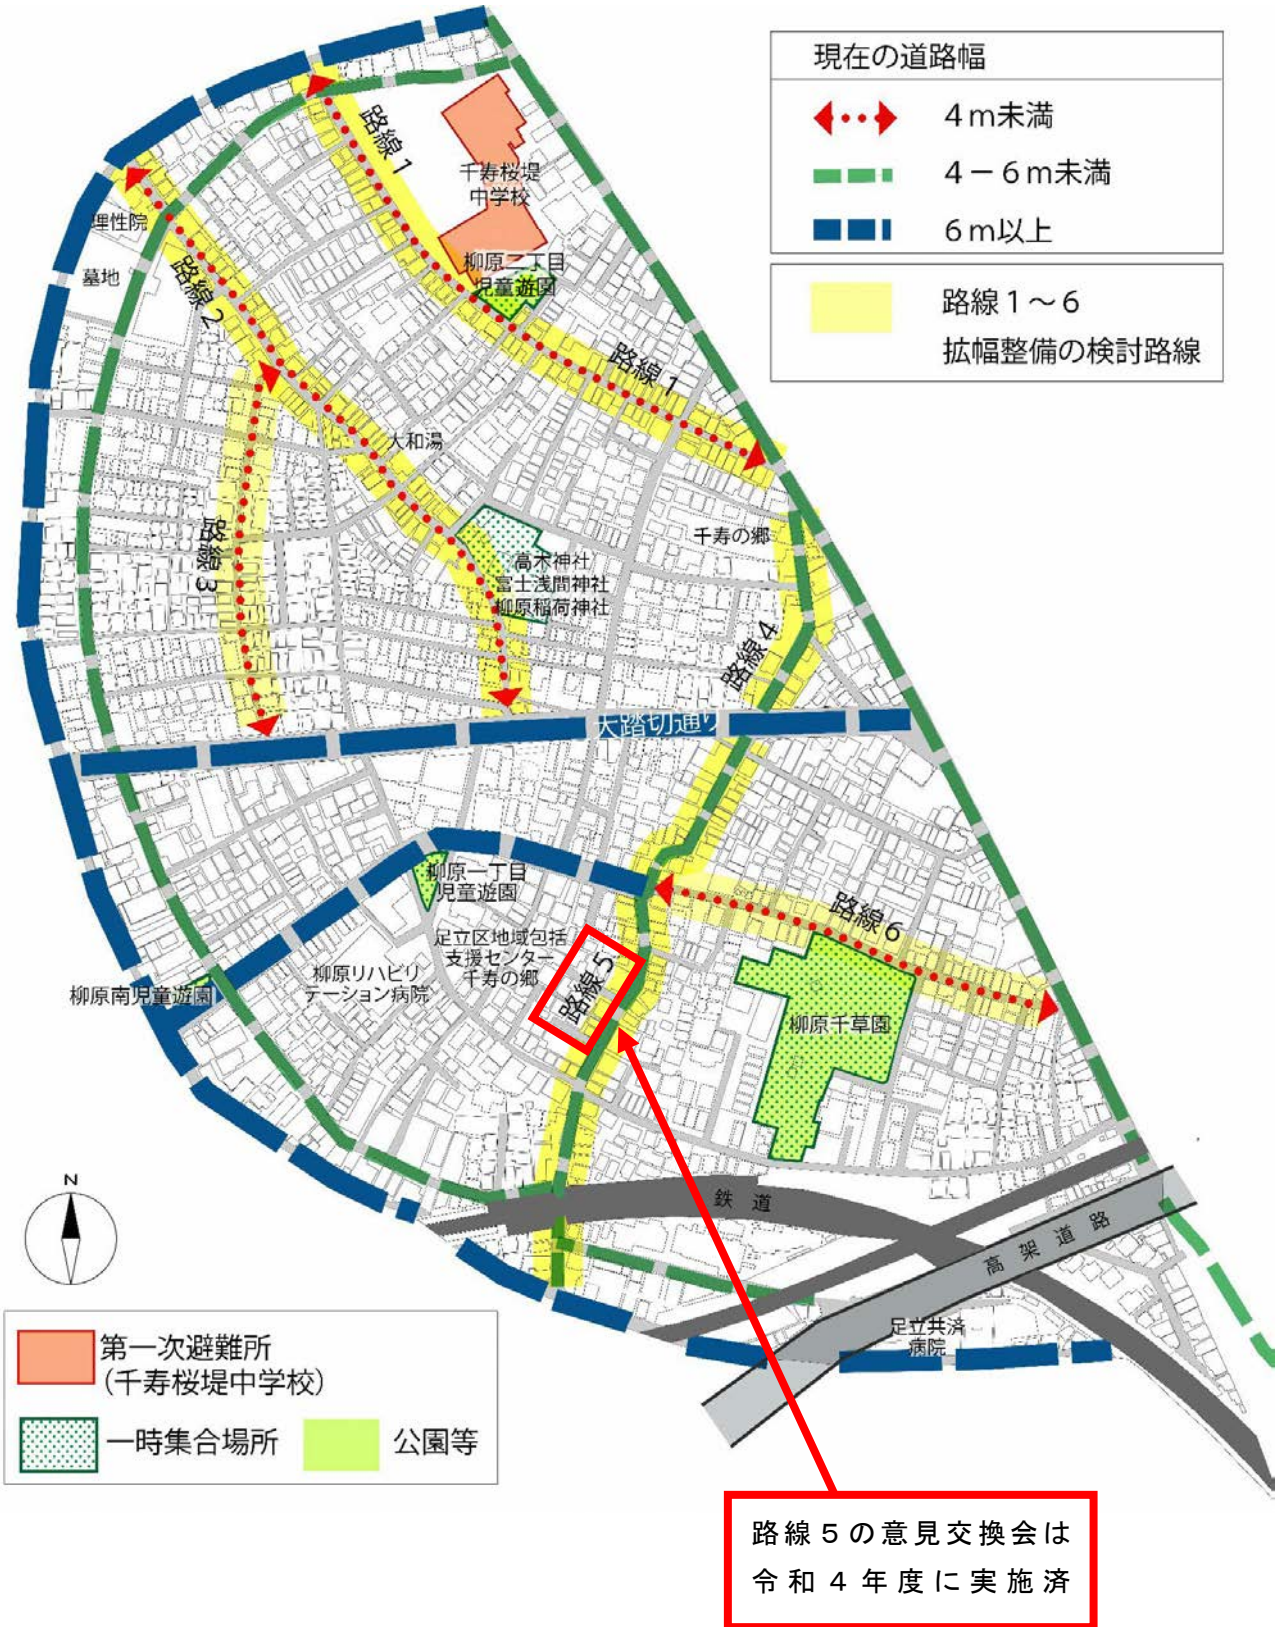 現在の道路幅
4m未満
4-6m未満
6m以上
路線1~6
拡幅整備の検討路線
路線1
千寿桜堤
中学校
理性院
墓地
路線2
柳原二丁目
児童遊園
路線1
大和湯
路線3
千寿の郷
高木神社
富士浅間神社
柳原稲荷神社
路線4
大踏切通り
柳原一丁目
児童遊園
路線6
足立区地域包括
支援センター
千寿の郷
路線5
柳原リハビリ
テーション病院
柳原南児童遊園
柳原千草園
N
鉄道
高架道路
足立共済
病院
第一次避難所
(千寿桜堤中学校)
一時集合場所
公園等
路線5の意見交換会は
令和4年度に実施済